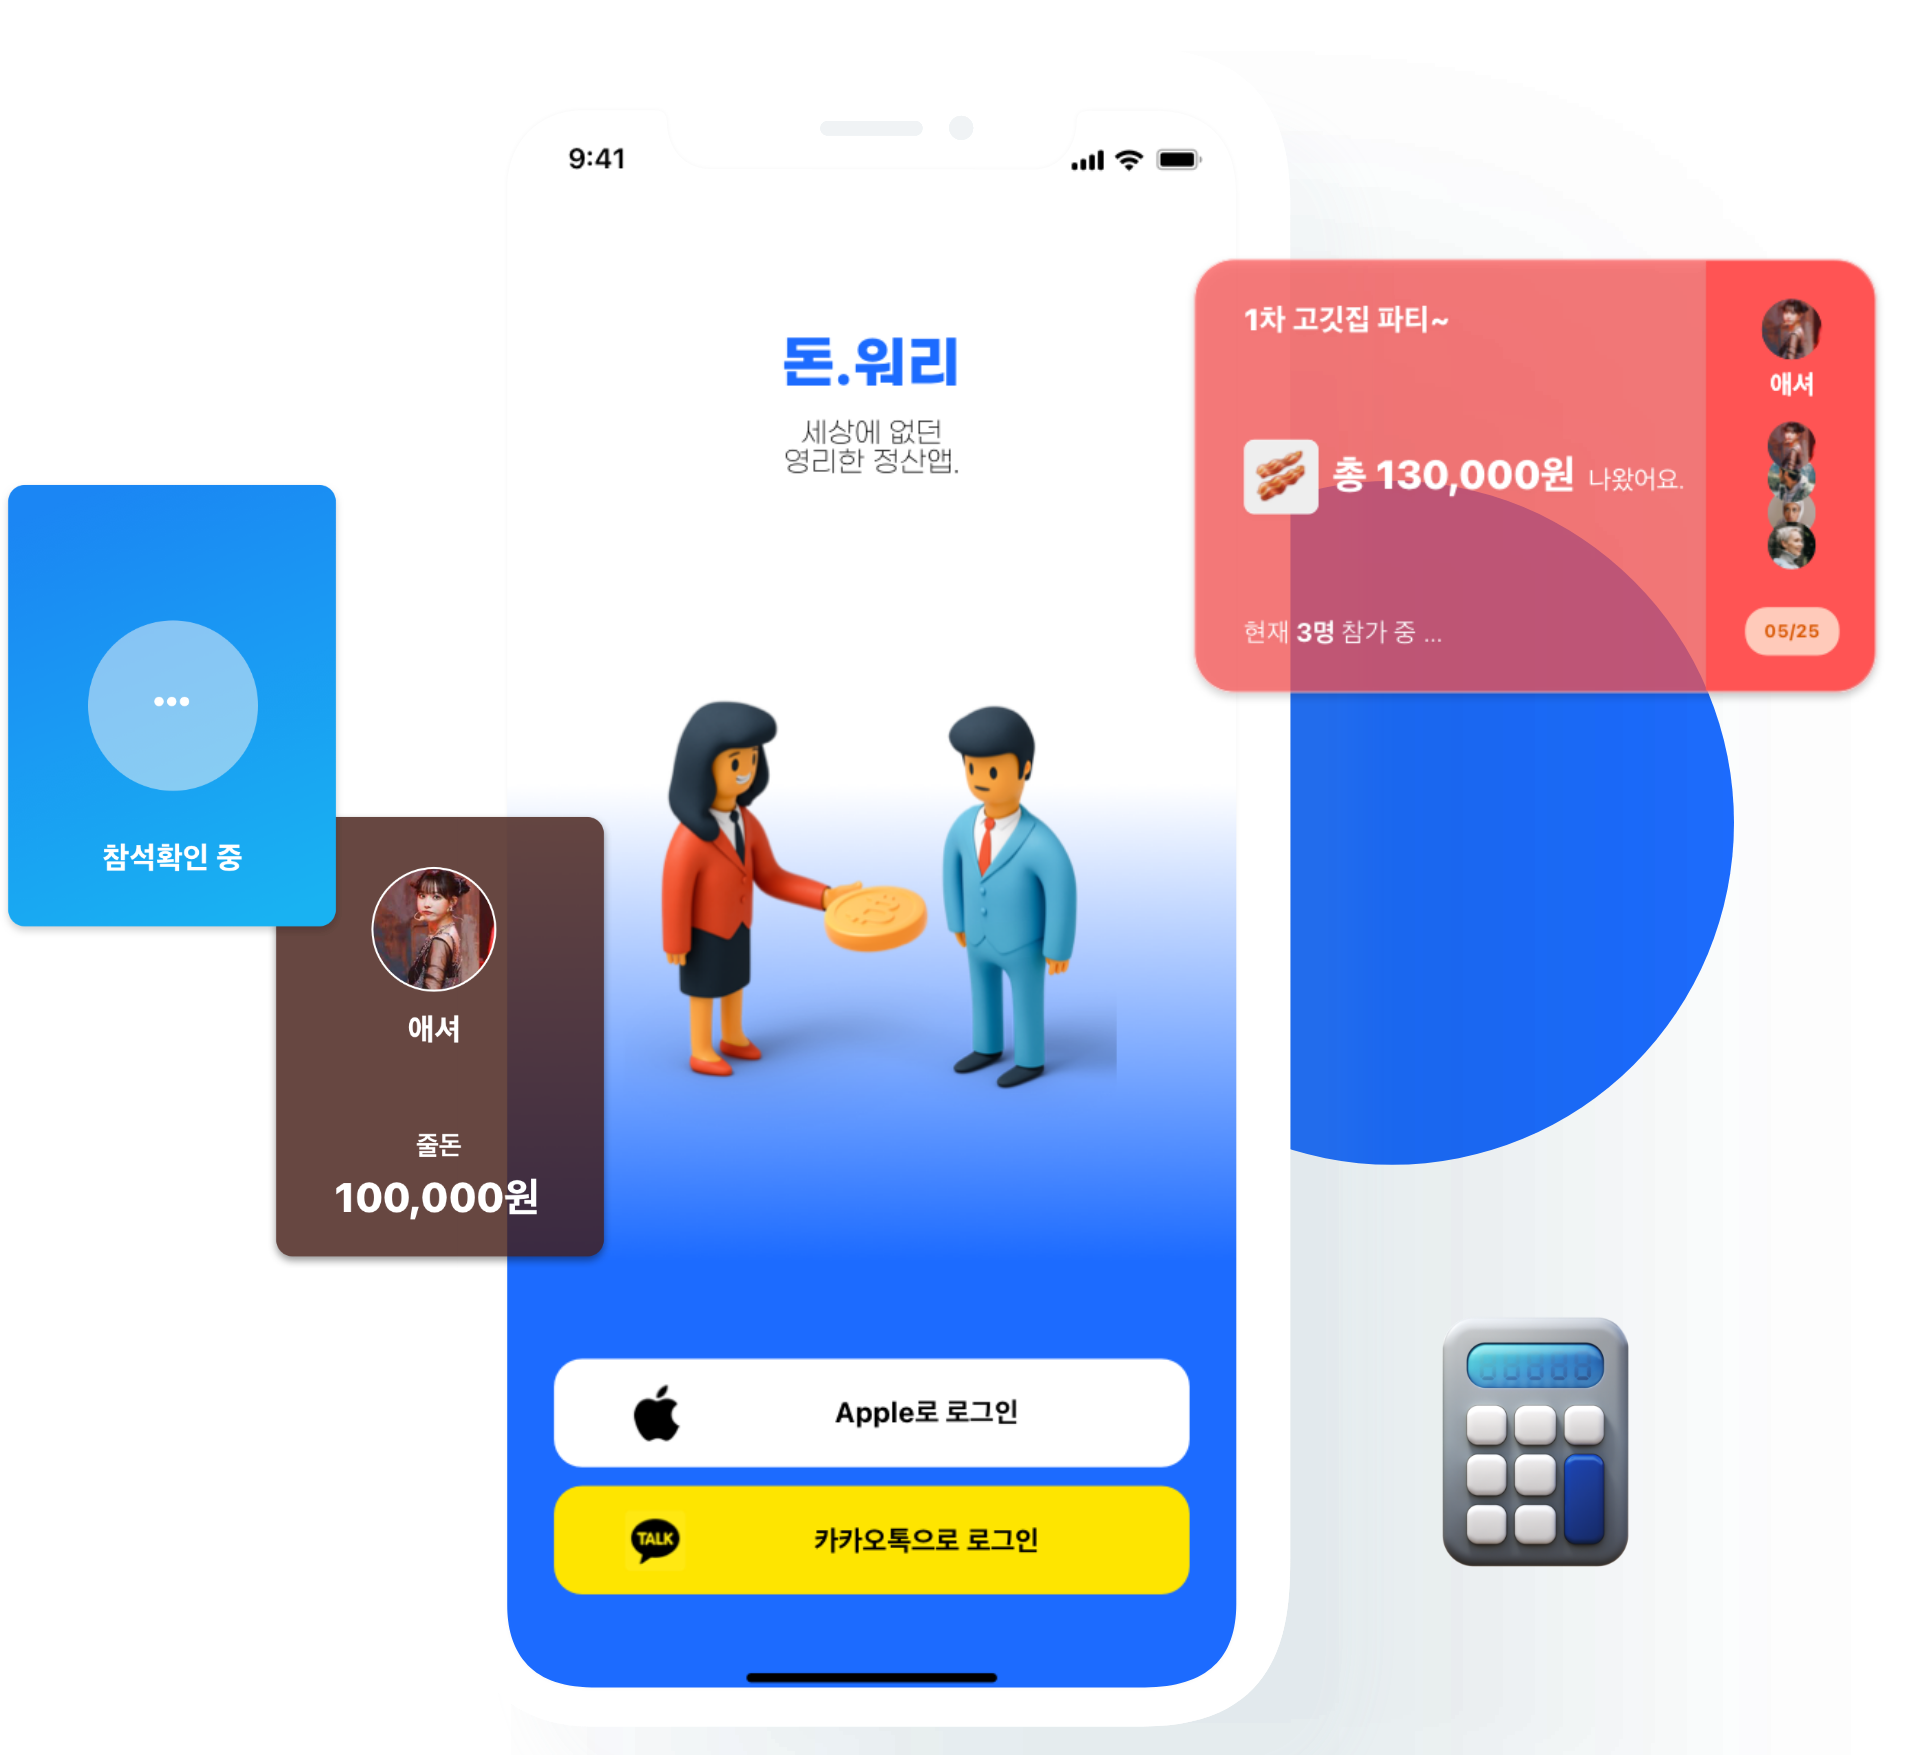 9:41
돈.워리
세상에 없던
영리한 정산앱.
1차 고깃집 파티~
애셔
총 130,000원 나왔어요.
현재 3명 참가 중 ...
05/25
•••
참석확인 중
애셔
줄돈
100,000원
Apple로 로그인
TALK
카카오톡으로 로그인